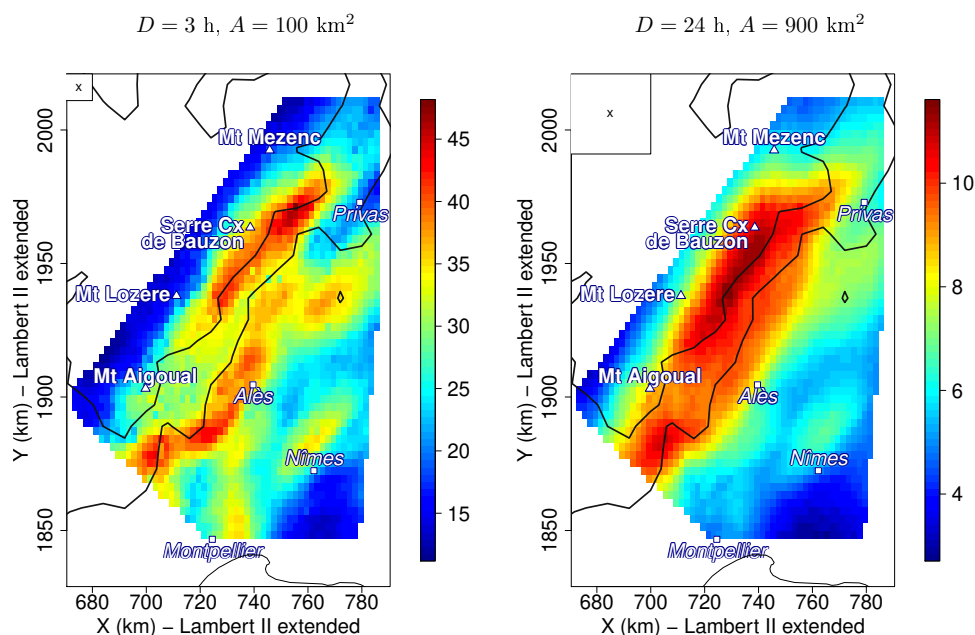 D = 3 h, A = 100 km²
D = 24 h, A = 900 km²
x
Mt Mezenc
Privas
Serre Cx
de Bauzon
Mt Lozere
Mt Aigoual
Alès
Nîmes
Montpellier
2000
1950
1900
1850
Y (km) – Lambert II extended
680 700 720 740 760 780
X (km) – Lambert II extended
45
40
35
30
25
20
15
x
Mt Mezenc
Privas
Serre Cx
de Bauzon
Mt Lozere
Mt Aigoual
Alès
Nîmes
Montpellier
2000
1950
1900
1850
Y (km) – Lambert II extended
680 700 720 740 760 780
X (km) – Lambert II extended
10
8
6
4